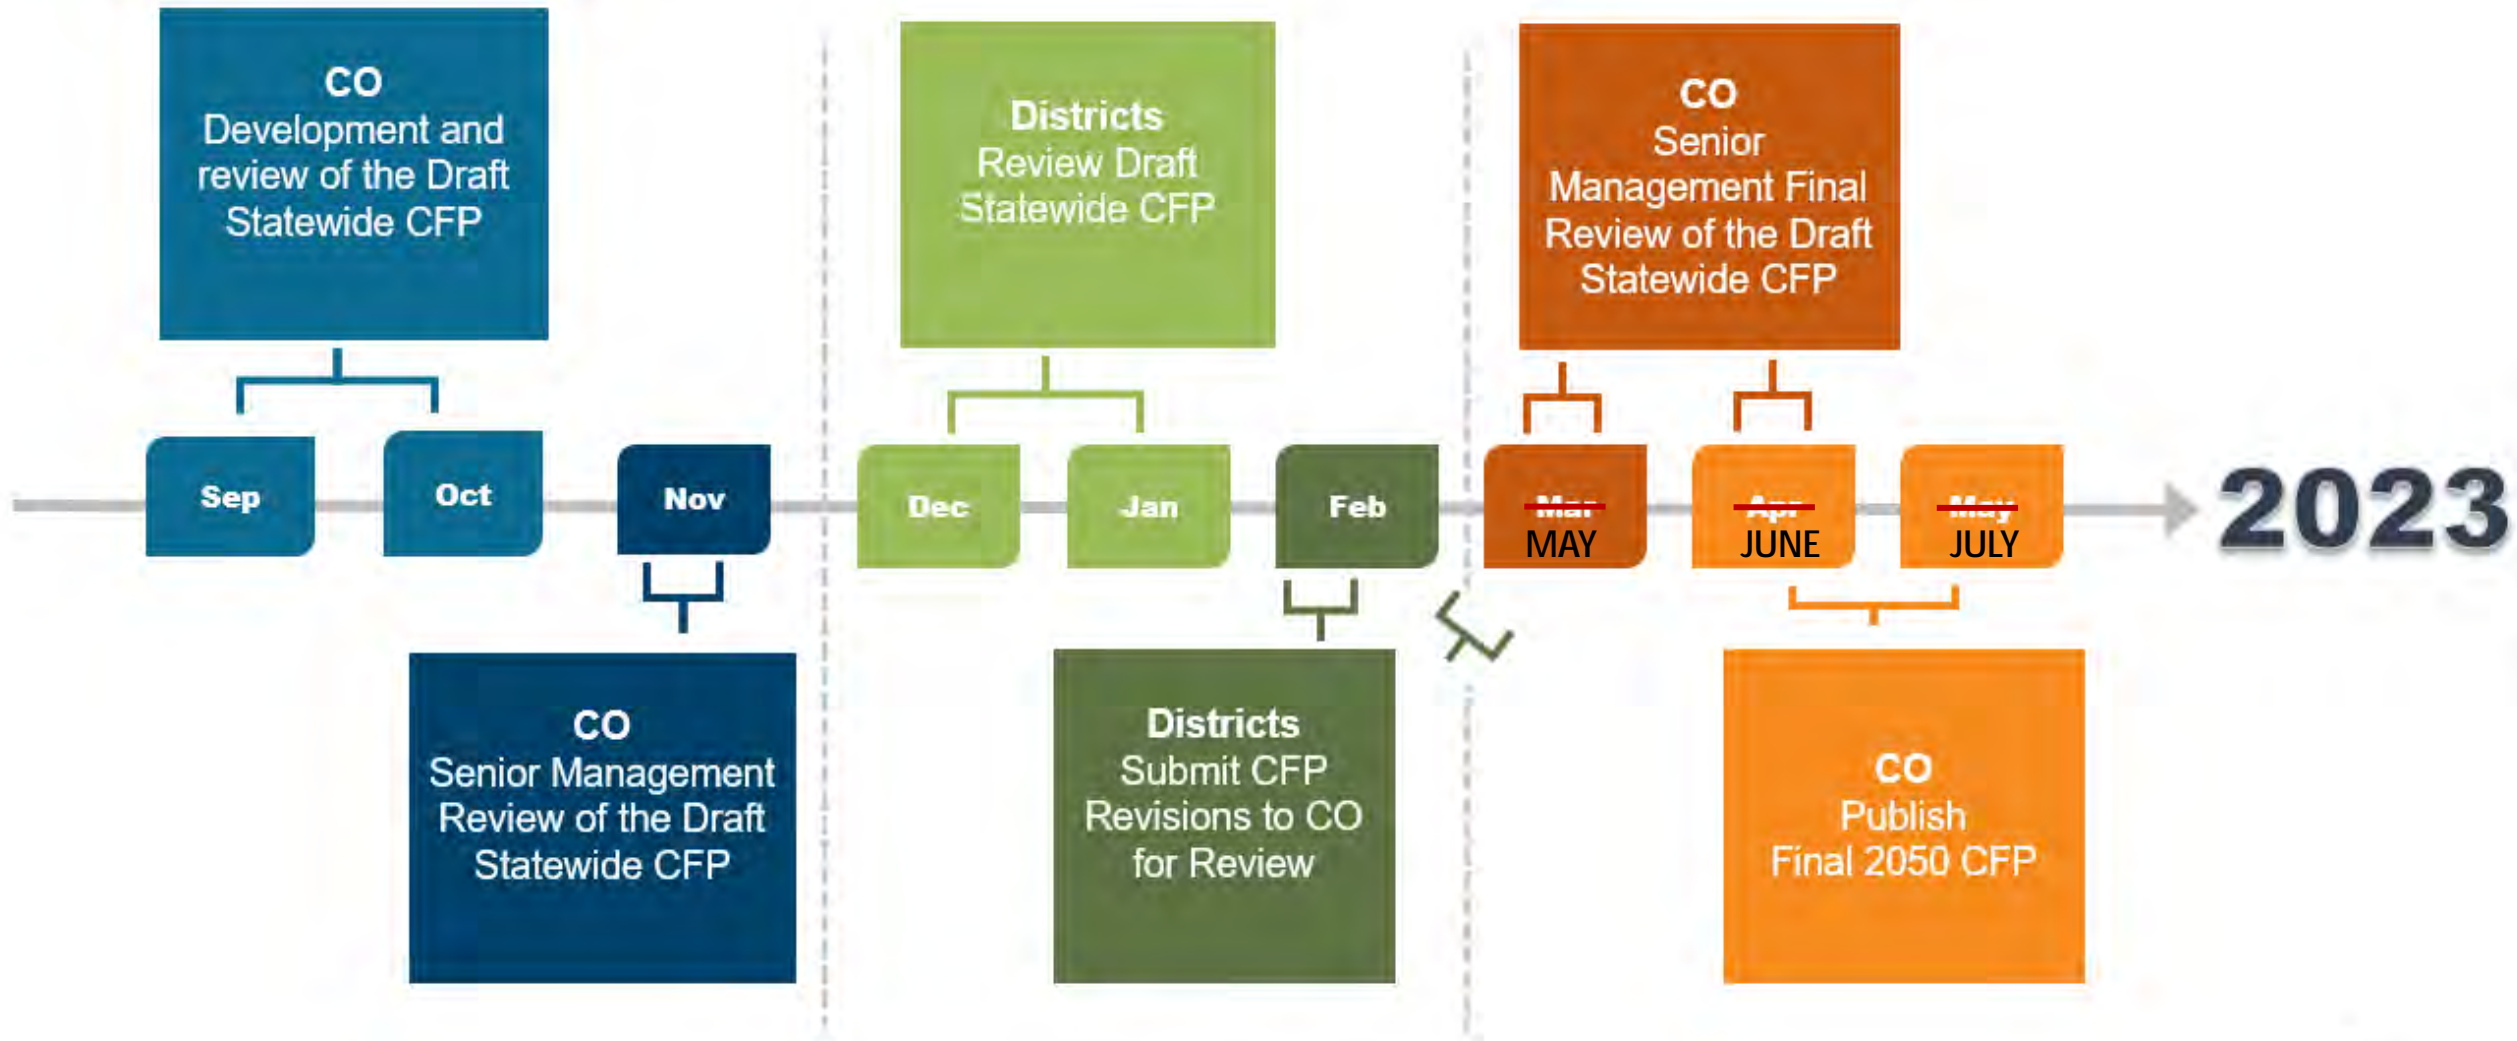 CO
Development and
review of the Draft
Statewide CFP
Districts
Review Draft
Statewide CFP
CO
Senior
Management Final
Review of the Draft
Statewide CFP
Sep
Oct
Nov
Dec
Jan
Feb
Mar
MAY
Apr
JUNE
May
JULY
2023
CO
Senior Management
Review of the Draft
Statewide CFP
Districts
Submit CFP
Revisions to CO
for Review
CO
Publish
Final 2050 CFP